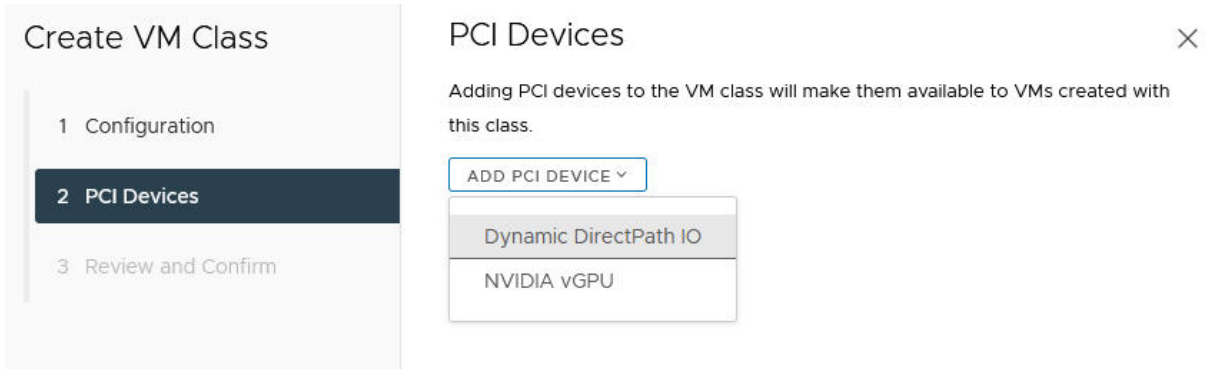 Create VM Class
1 Configuration
2 PCI Devices
3 Review and Confirm
PCI Devices
Adding PCI devices to the VM class will make them available to VMs created with
this class.
ADD PCI DEVICE
Dynamic DirectPath IO
NVIDIA vGPU